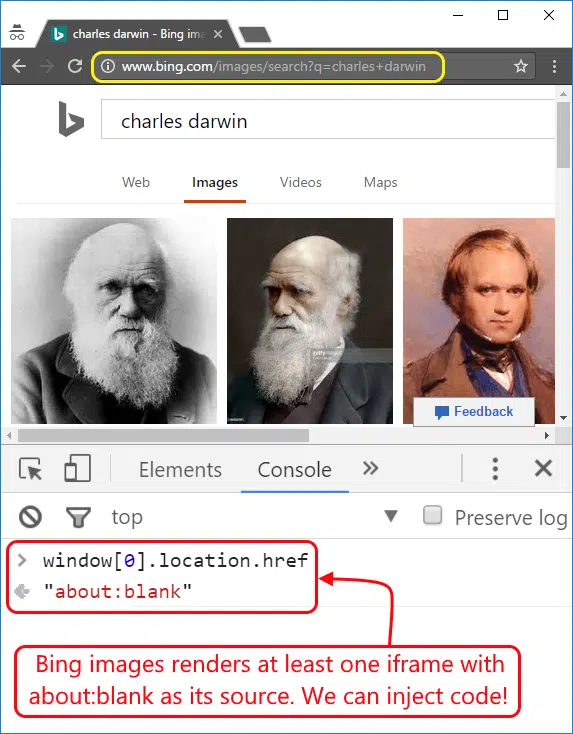 charles darwin - Bing ima
www.bing.com/images/search?q=charles+darwin
charles darwin
Web Images Videos Maps
gettyimages
Feedback
Elements Console
top Preserve log
> window[0].location.href
"about:blank"
Bing images renders at least one iframe with
about:blank as its source. We can inject code!